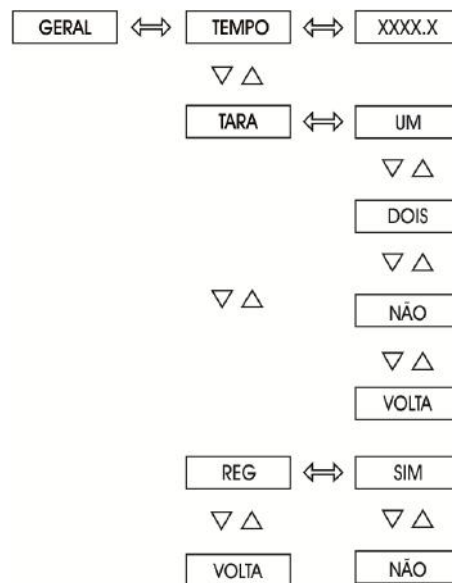 GERAL TEMPO XXXX.X
TARA UM
DOIS
NÃO
VOLTA
REG SIM
VOLTA NÃO